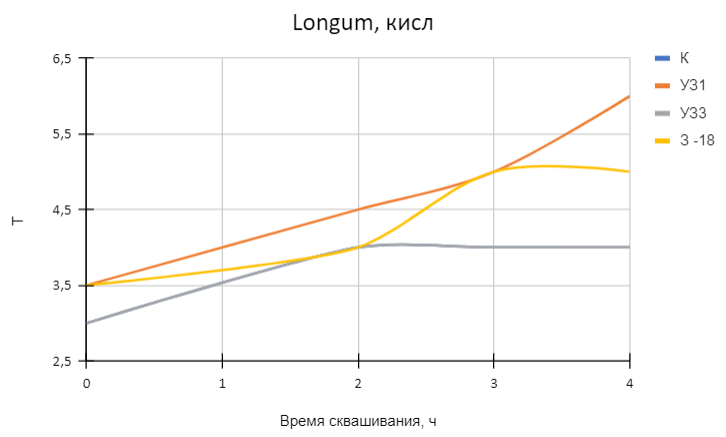 Longum, кисл
6,5
5,5
4,5
3,5
2,5
Т
0 1 2 3 4
Время сквашивания, ч
К
УЗ1
УЗ3
З -18